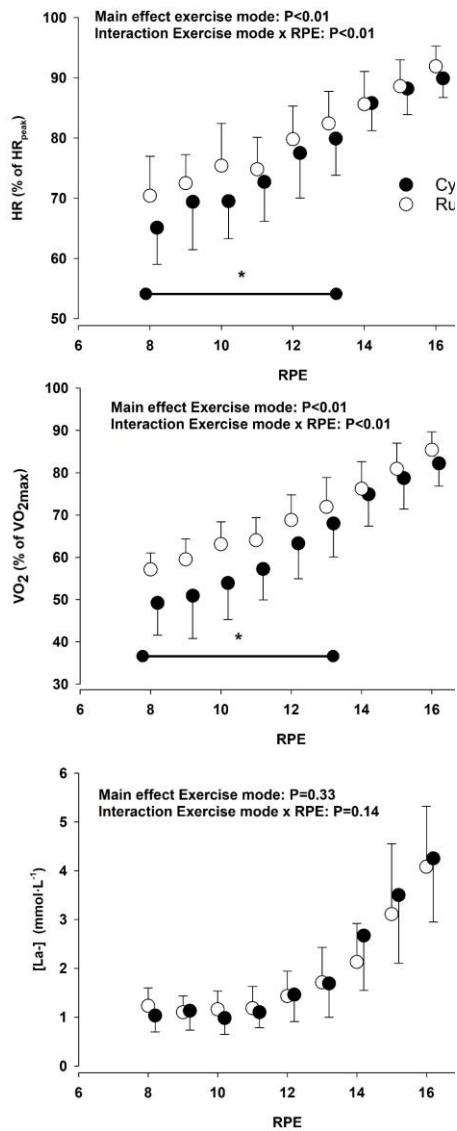 Main effect exercise mode: P<0.01
Interaction Exercise mode x RPE: P<0.01
HR (% of HRpeak)
100
90
80
70
60
50
Cy
Ru
*
8 10 12 14 16
RPE
Main effect Exercise mode: P<0.01
Interaction Exercise mode x RPE: P<0.01
VO2 (% of VO2max)
100
90
80
70
60
50
40
30
*
8 10 12 14 16
RPE
Main effect Exercise mode: P=0.33
Interaction Exercise mode x RPE: P=0.14
[La-] (mmol·L-1)
6
5
4
3
2
1
0
8 10 12 14 16
RPE